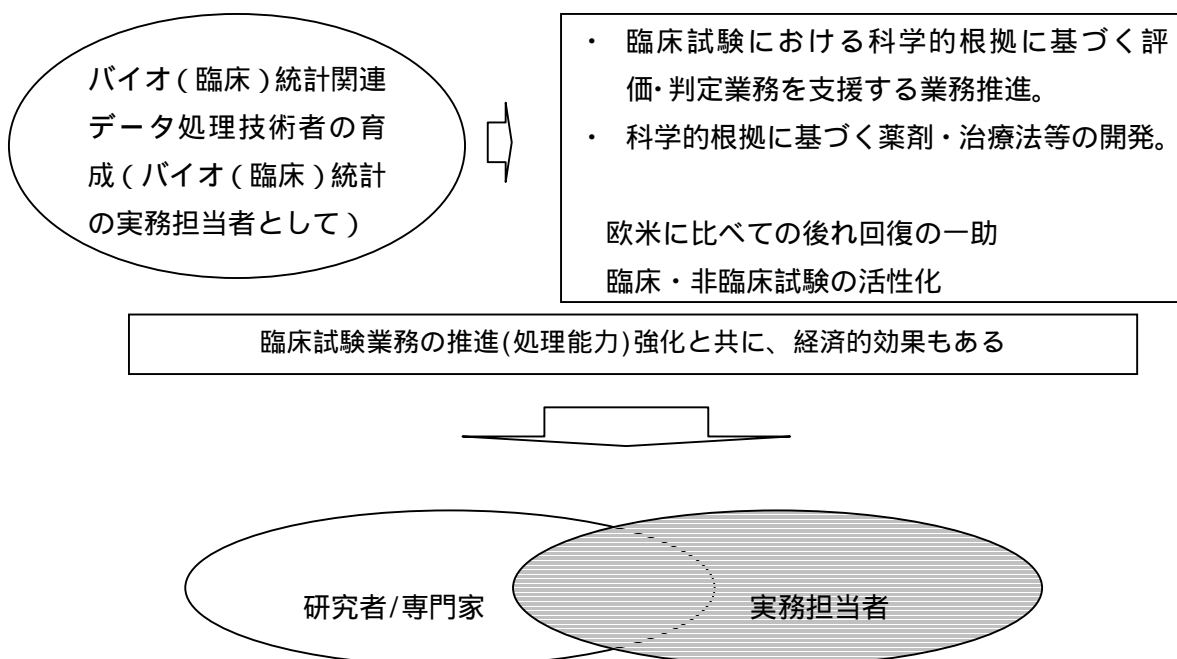 バイオ(臨床)統計関連
データ処理技術者の育
成(バイオ(臨床)統計
の実務担当者として)
・ 臨床試験における科学的根拠に基づく評
価・判定業務を支援する業務推進。
・ 科学的根拠に基づく薬剤・治療法等の開発。
欧米に比べての後れ回復の一助
臨床・非臨床試験の活性化
臨床試験業務の推進(処理能力)強化と共に、経済的効果もある
研究者/専門家
実務担当者